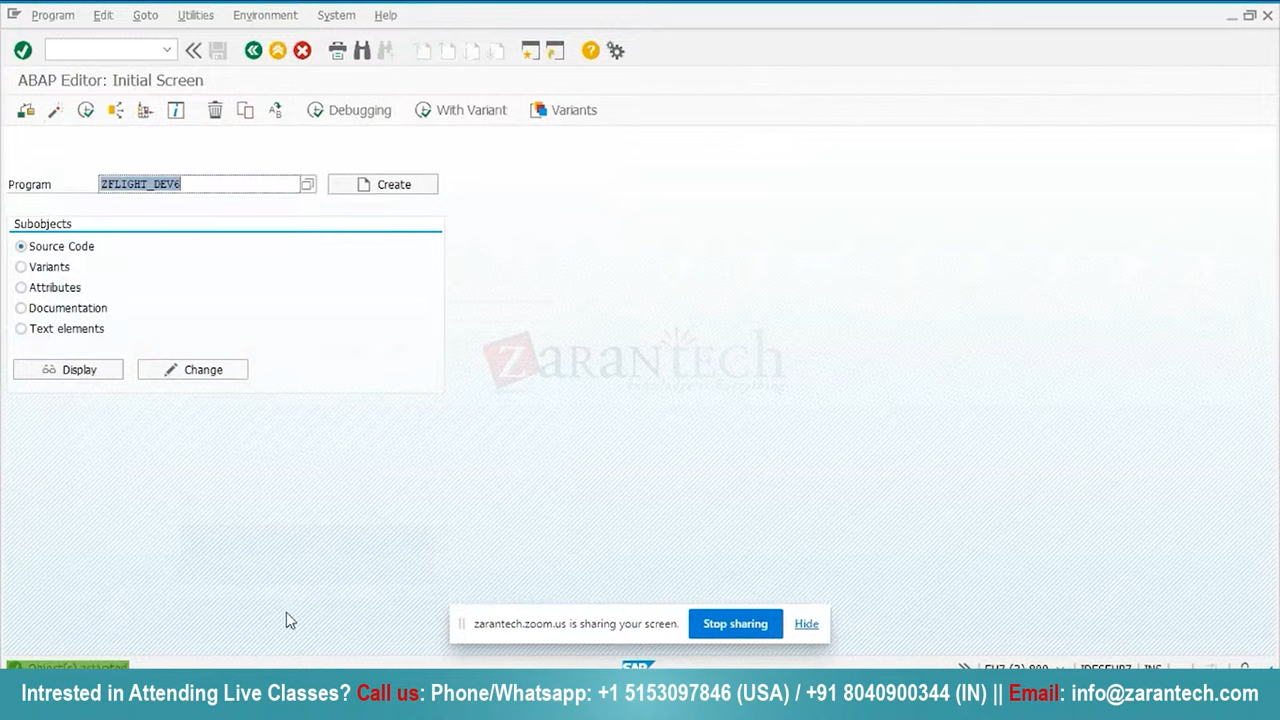 Program Edit Goto Utilities Environment System Help
ABAP Editor: Initial Screen
Debugging With Variant Variants
Program ZFLIGHT_DEV6 Create
Subobjects
Source Code
Variants
Attributes
Documentation
Text elements
Display Change
zarantech
zarantech.zoom.us is sharing your screen. Stop sharing Hide
Object(s) activated SAP
Intrested in Attending Live Classes? Call us: Phone/Whatsapp: +1 5153097846 (USA) / +91 8040900344 (IN) || Email: info@zarantech.com